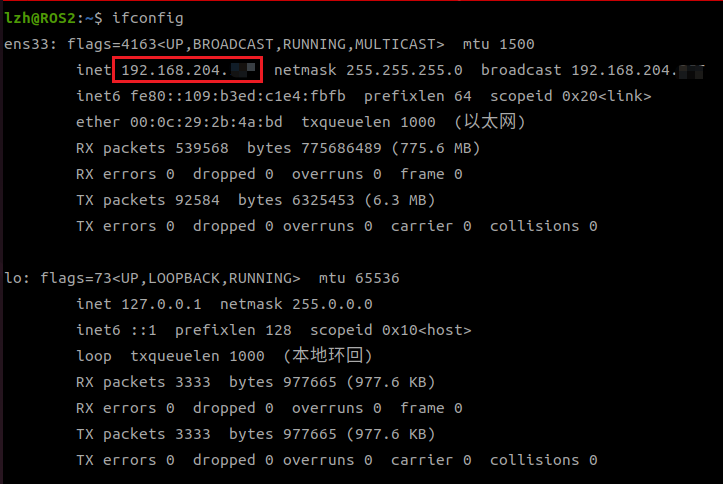 lzh@ROS2:~$ ifconfig
ens33: flags=4163<UP,BROADCAST,RUNNING,MULTICAST>  mtu 1500
inet 192.168.204.  netmask 255.255.255.0  broadcast 192.168.204.
inet6 fe80::109:b3ed:c1e4:fbfb  prefixlen 64  scopeid 0x20<link>
ether 00:0c:29:2b:4a:bd  txqueuelen 1000  (以太网)
RX packets 539568  bytes 775686489 (775.6 MB)
RX errors 0  dropped 0  overruns 0  frame 0
TX packets 92584  bytes 6325453 (6.3 MB)
TX errors 0  dropped 0 overruns 0  carrier 0  collisions 0
lo: flags=73<UP,LOOPBACK,RUNNING>  mtu 65536
inet 127.0.0.1  netmask 255.0.0.0
inet6 ::1  prefixlen 128  scopeid 0x10<host>
loop  txqueuelen 1000  (本地环回)
RX packets 3333  bytes 977665 (977.6 KB)
RX errors 0  dropped 0  overruns 0  frame 0
TX packets 3333  bytes 977665 (977.6 KB)
TX errors 0  dropped 0 overruns 0  carrier 0  collisions 0